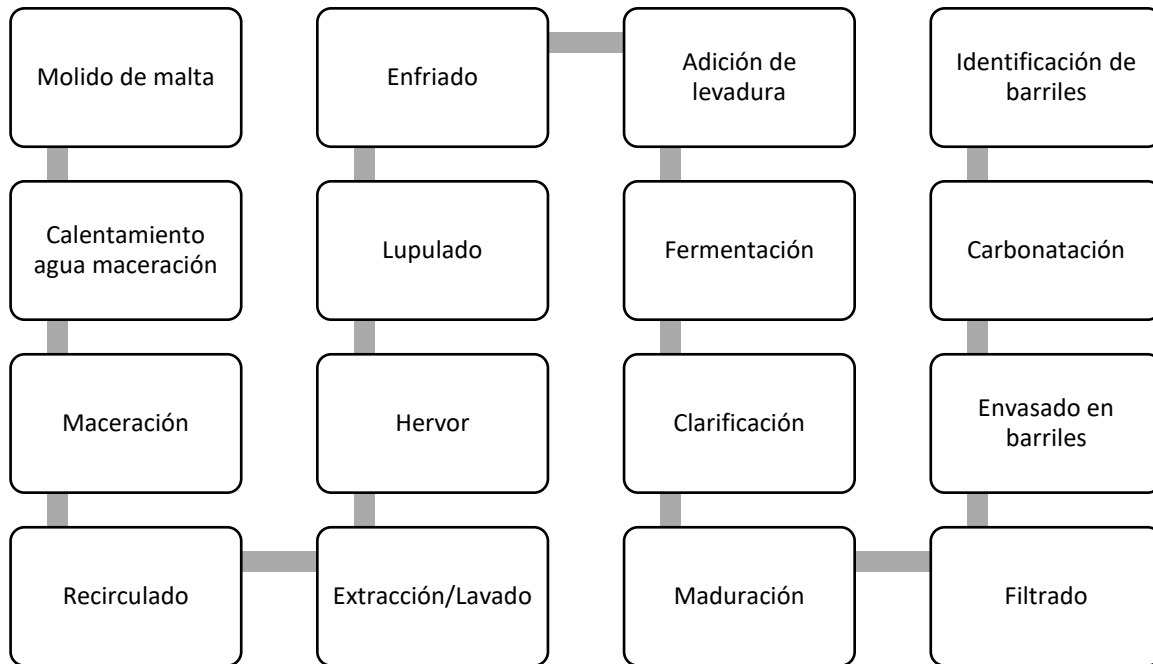 Molido de malta
Calentamiento
agua maceración
Maceración
Recirculado
Extracción/Lavado
Hervor
Lupulado
Enfriado
Adición de
levadura
Fermentación
Clarificación
Maduración
Filtrado
Envasado en
barriles
Carbonatación
Identificación de
barriles